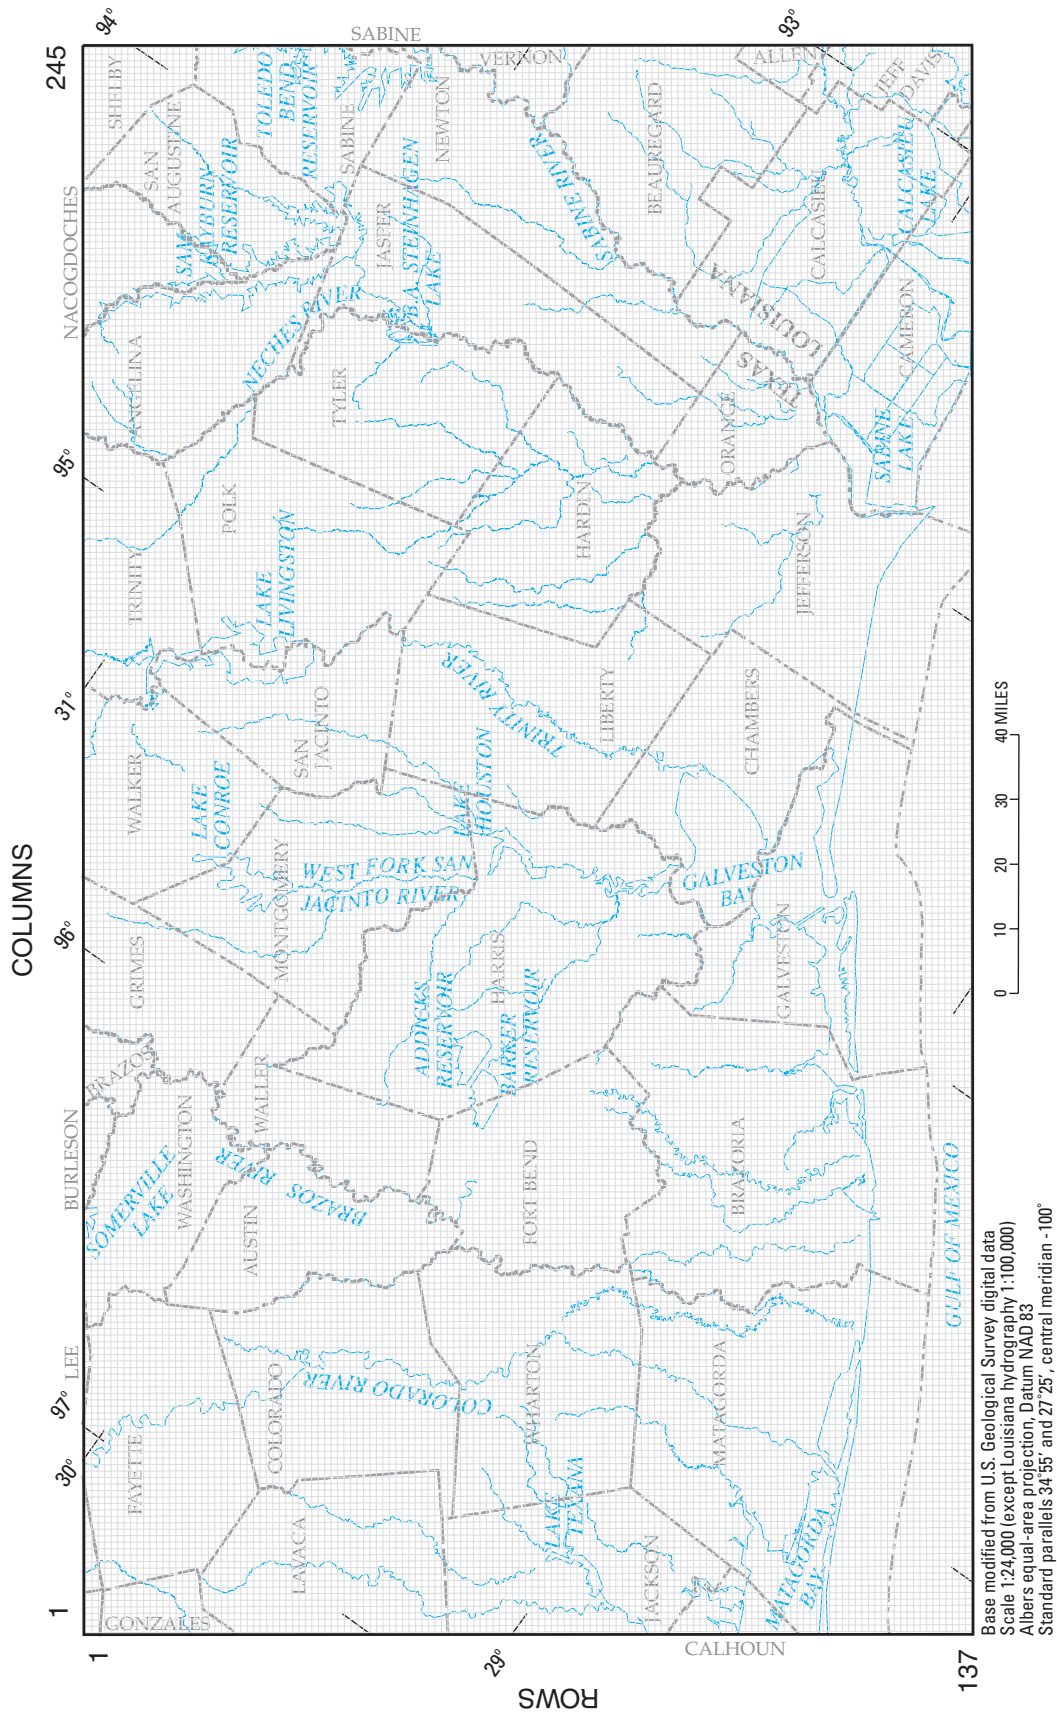 COLUMNS
1
245
ROWS
1
137
97°
30°
96°
31°
95°
94°
93°
29°
LEE
BURLESON
NACOGDOCHES
SABINE
CALHOUN
GONZALES
FAYETTE
LAVACA
COLORADO
AUSTIN
WASHINGTON
BRAZOS
GRIMES
WALLER
WALKER
MONTGOMERY
SAN
JACINTO
TRINITY
POLK
ANGELINA
TYLER
SAN
AUGUSTINE
SHELBY
SABINE
JASPER
NEWTON
VERNON
BEAUREGARD
ALLEN
JEFF
DAVIS
CALCASIEU
CAMERON
ORANGE
HARDIN
JEFFERSON
LIBERTY
CHAMBERS
HARRIS
GALVESTON
FORT BEND
BRAZORIA
WHARTON
MATAGORDA
JACKSON
TEXAS
LOUISIANA
SOMERVILLE
LAKE
BRAZOS
RIVER
COLORADO RIVER
LAKE
TEXANA
MATAGORDA
BAY
ADDICKS
RESERVOIR
BARKER
RESERVOIR
WEST FORK SAN
JACINTO RIVER
LAKE
CONROE
LAKE
HOUSTON
GALVESTON
BAY
TRINITY RIVER
LAKE
LIVINGSTON
NECHES RIVER
SAM
RAYBURN
RESERVOIR
TOLEDO
BEND
RESERVOIR
B.A. STEINHAGEN
LAKE
SABINE RIVER
SABINE
LAKE
CALCASIEU
LAKE
GULF OF MEXICO
0 10 20 30 40 MILES
Base modified from U.S. Geological Survey digital data
Scale 1:24,000 (except Louisiana hydrography 1:100,000)
Albers equal-area projection, Datum NAD 83
Standard parallels 34°55′ and 27°25′, central meridian -100°